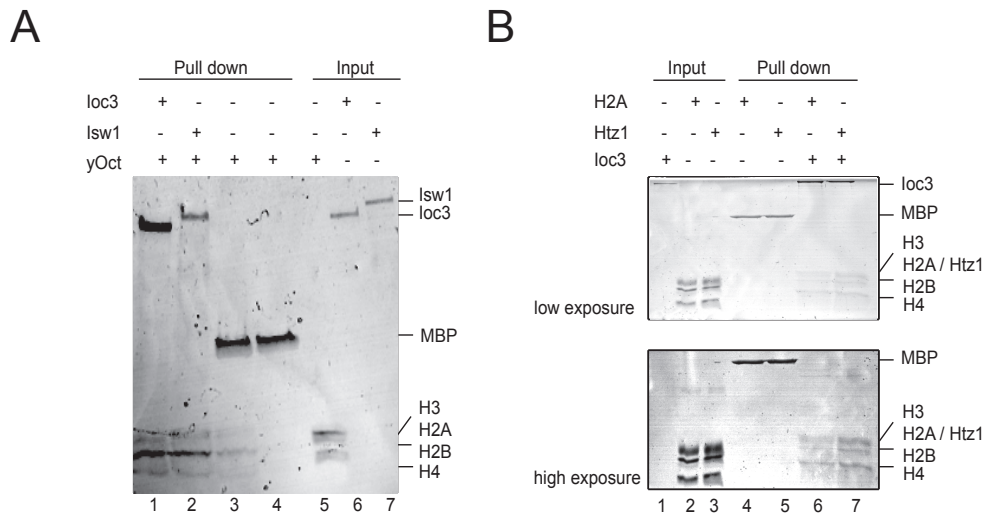 A
Pull down Input
Ioc3 + - - - - + -
Isw1 - + - - - - +
yOct + + + + + - -
Isw1
Ioc3
MBP
H3
H2A
H2B
H4
1 2 3 4 5 6 7
B
Input Pull down
H2A - + - + - + -
Htz1 - - + - + - +
Ioc3 + - - - - + +
Ioc3
MBP
H3
H2A / Htz1
H2B
H4
low exposure
MBP
H3
H2A / Htz1
H2B
H4
high exposure
1 2 3 4 5 6 7